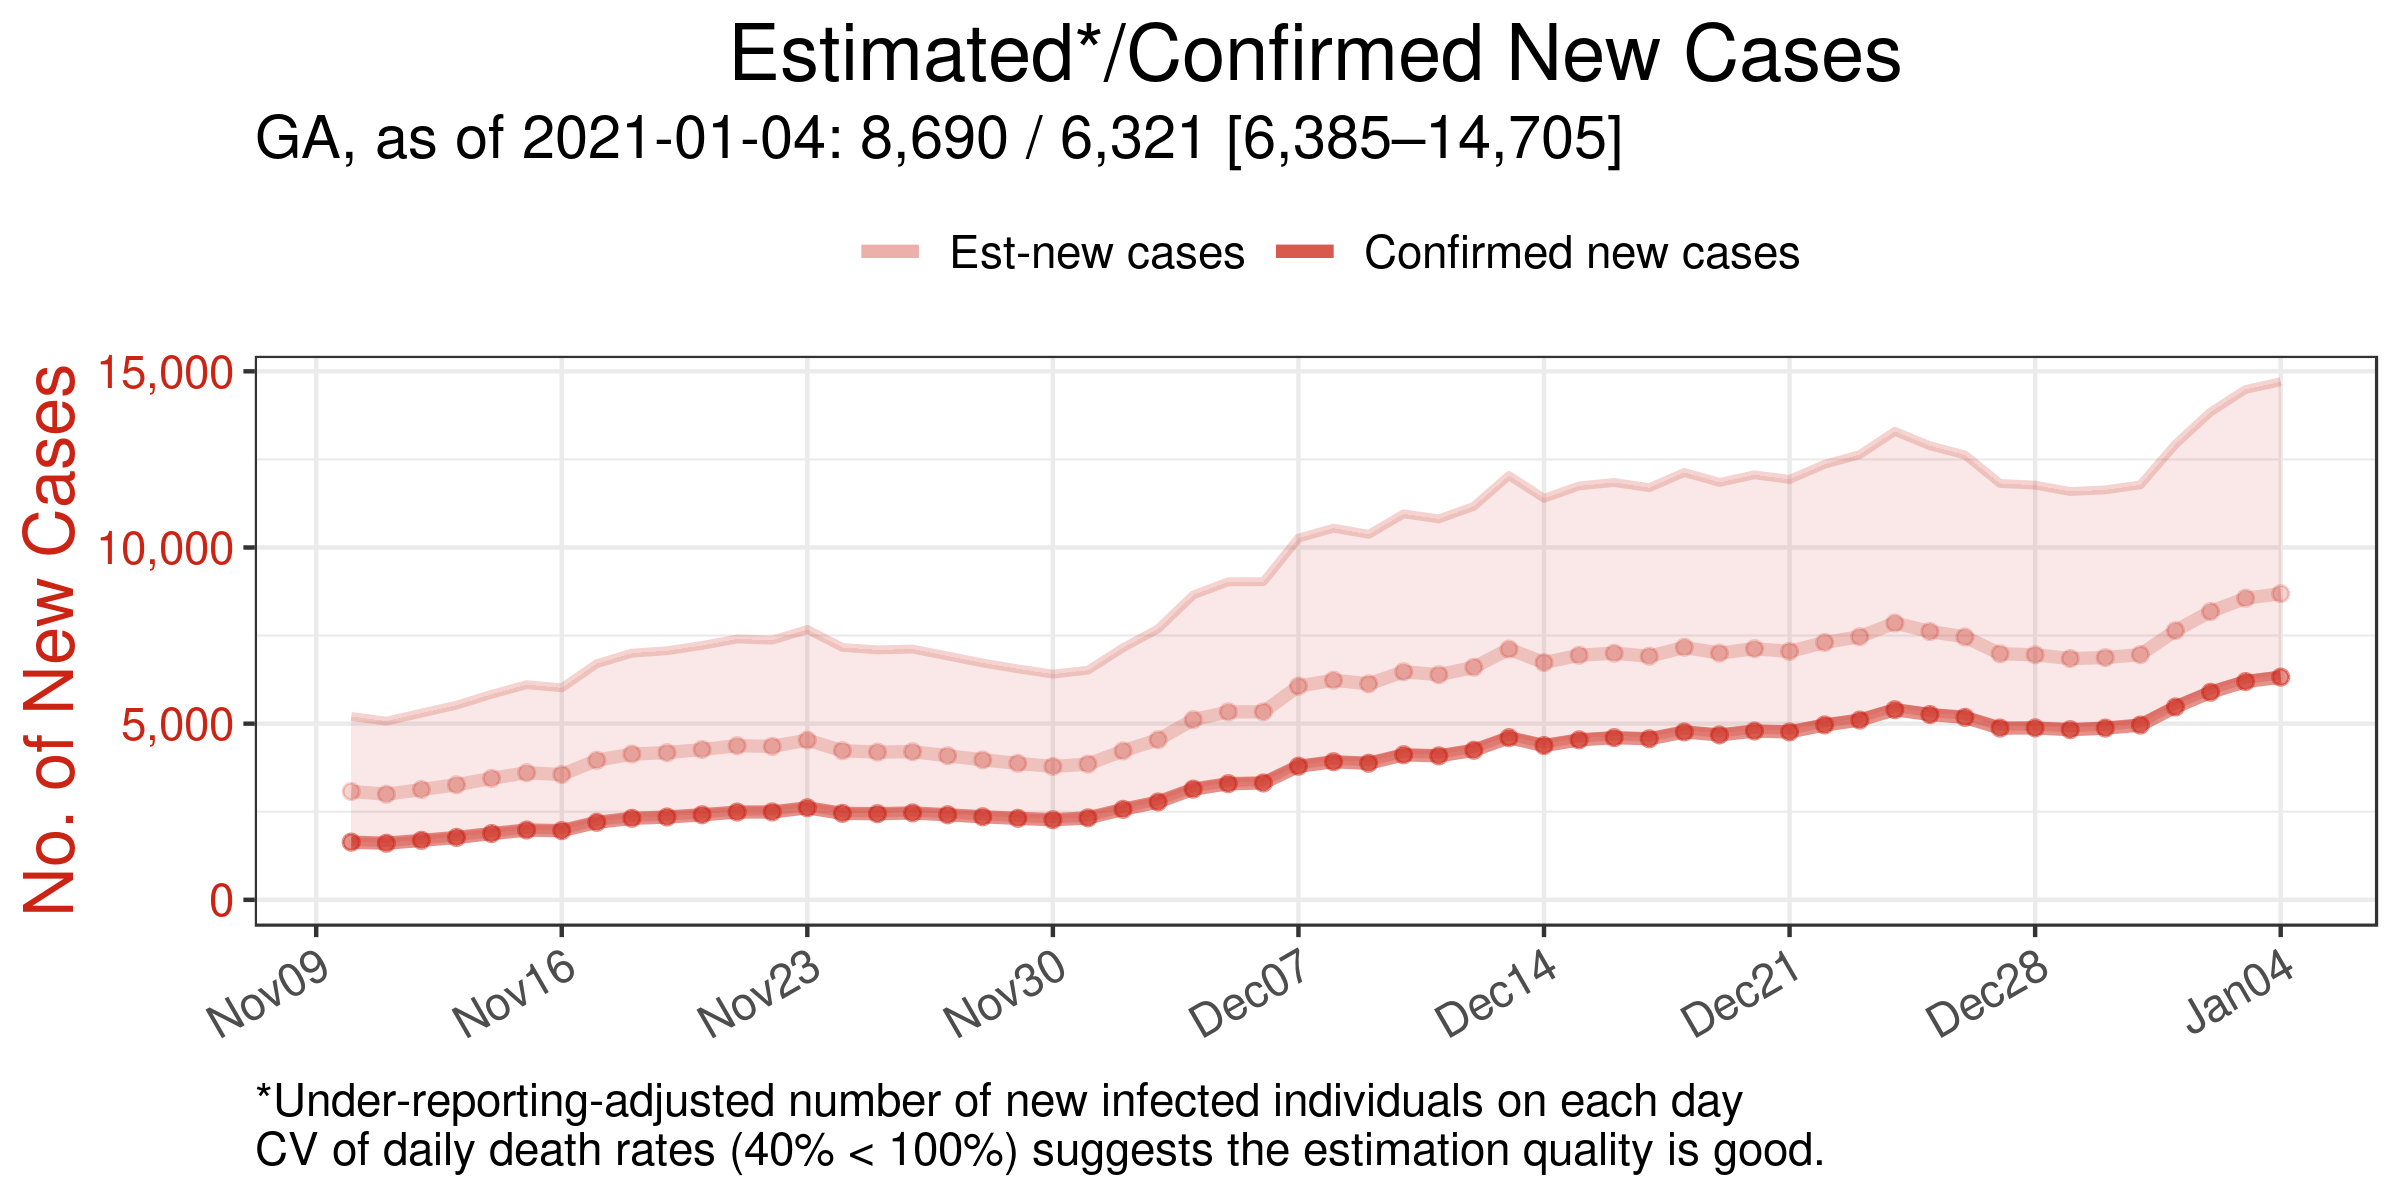 Estimated*/Confirmed New Cases
GA, as of 2021-01-04: 8,690 / 6,321 [6,385–14,705]
Est-new cases
Confirmed new cases
No. of New Cases
15,000
10,000
5,000
0
Nov09
Nov16
Nov23
Nov30
Dec07
Dec14
Dec21
Dec28
Jan04
*Under-reporting-adjusted number of new infected individuals on each day
CV of daily death rates (40% < 100%) suggests the estimation quality is good.